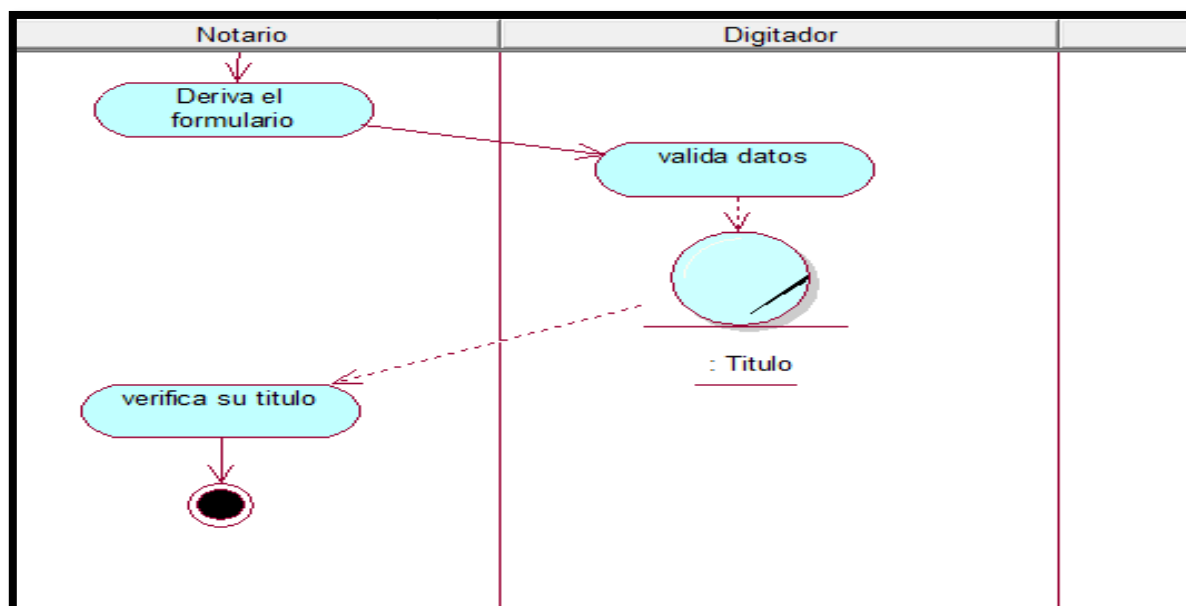 Notario
Digitador
Deriva el
formulario
valida datos
: Titulo
verifica su titulo